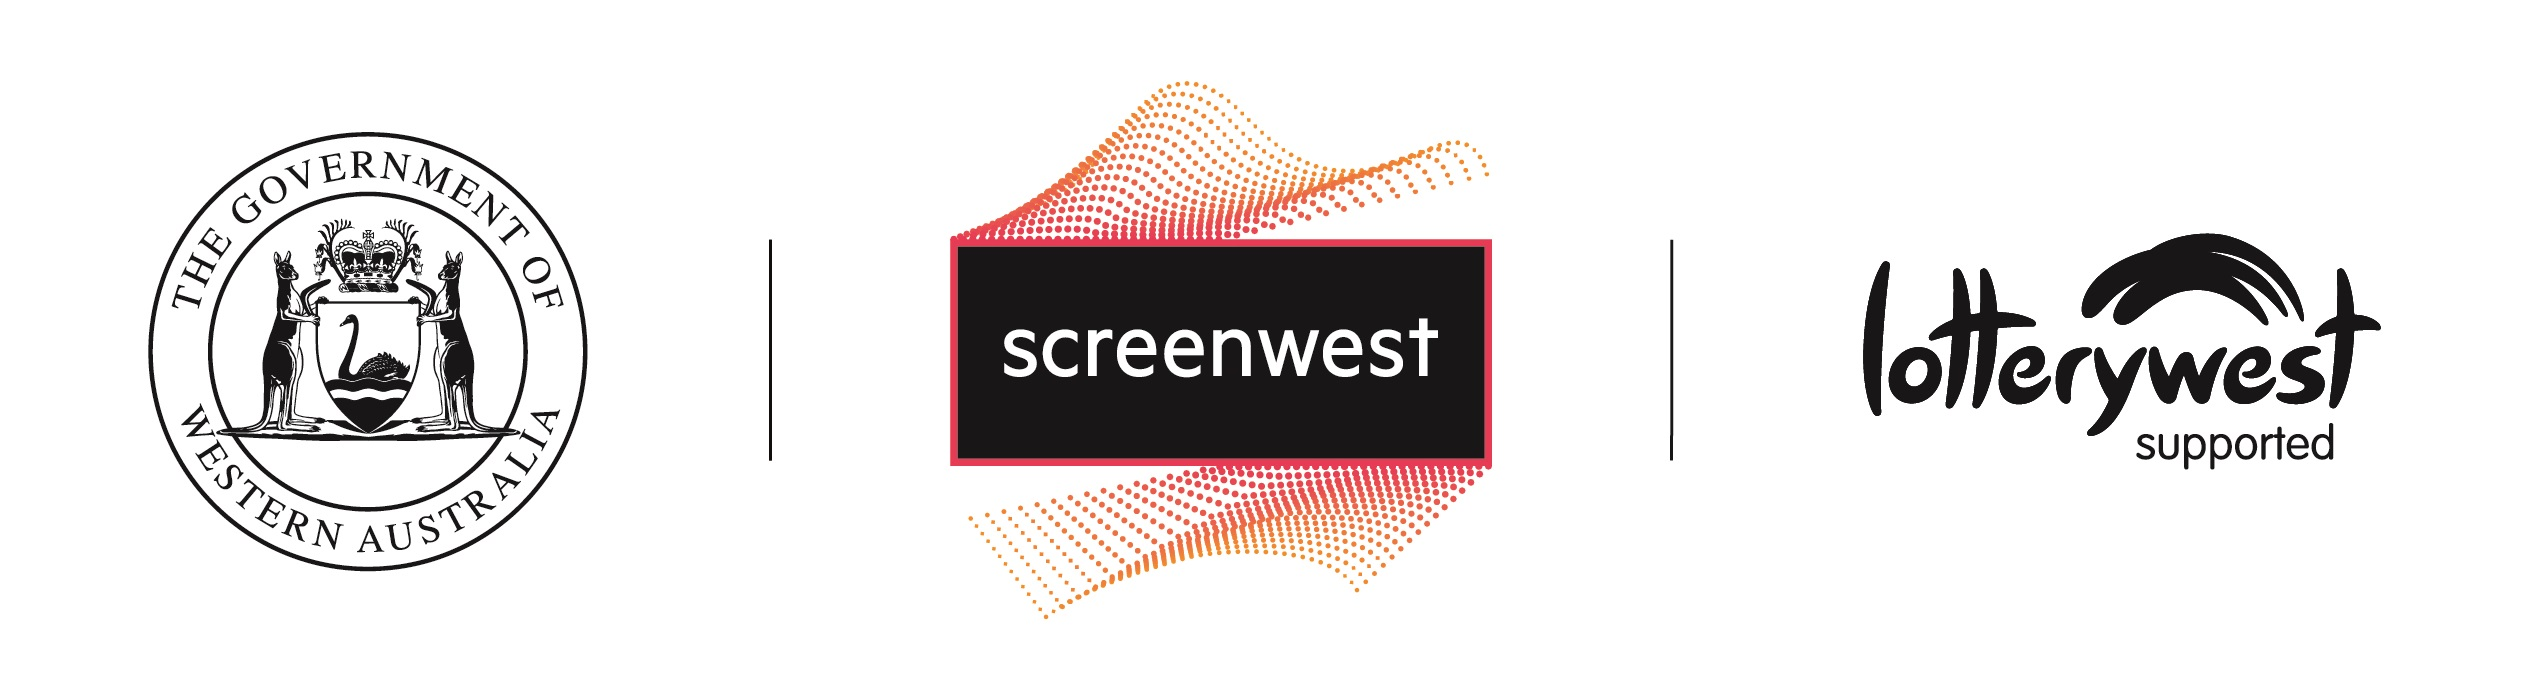 THE GOVERNMENT OF
WESTERN AUSTRALIA
screenwest
lotterywest
supported